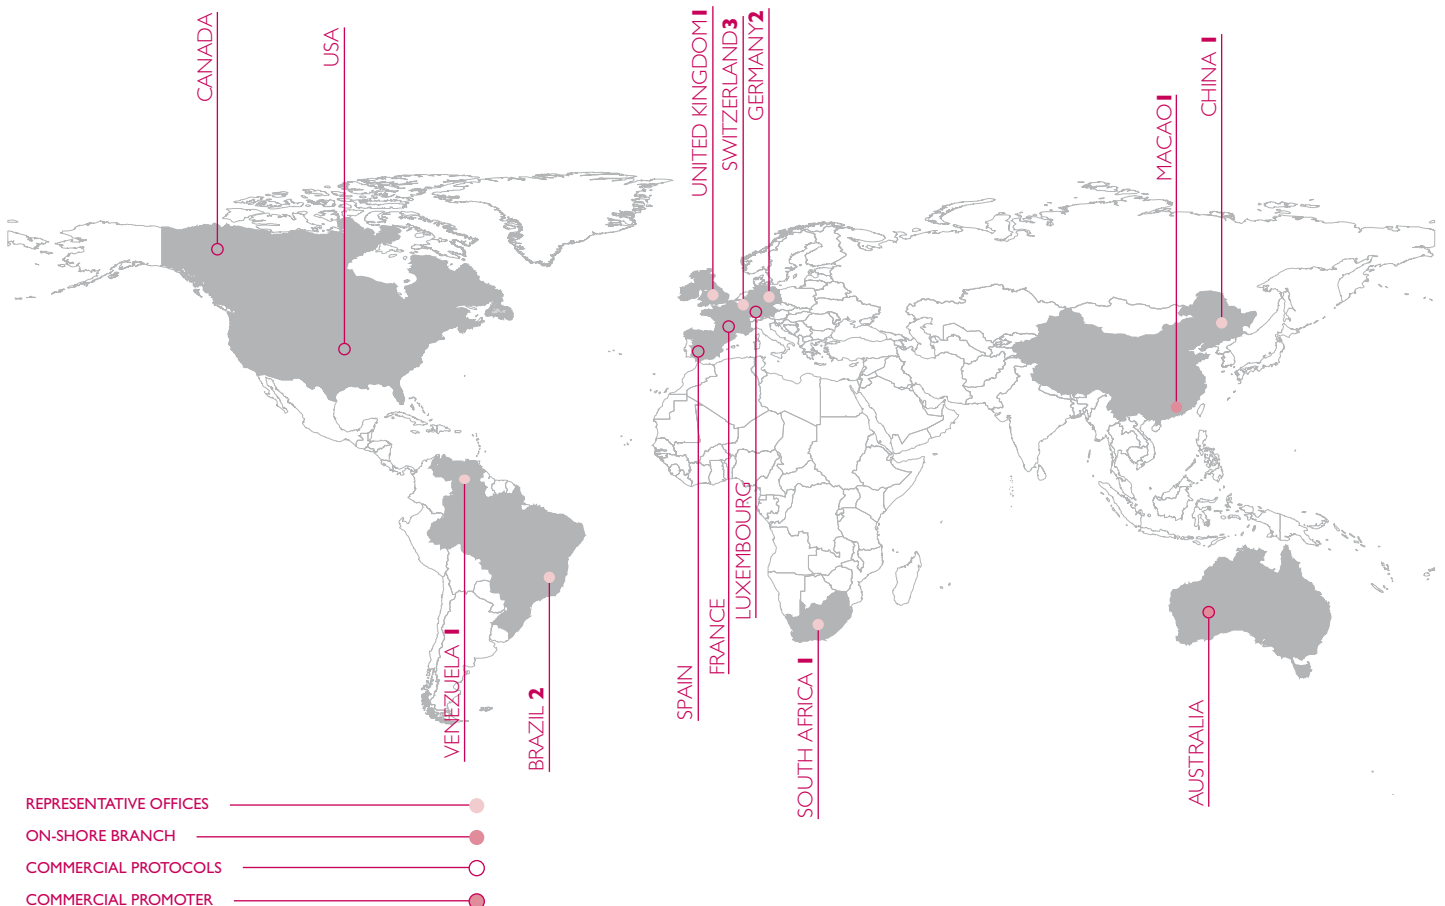 CANADA
USA
UNITED KINGDOM 1
SWITZERLAND 3
GERMANY 2
MACAO 1
CHINA 1
VENEZUELA 1
BRAZIL 2
SPAIN
FRANCE
LUXEMBOURG
SOUTH AFRICA 1
AUSTRALIA
REPRESENTATIVE OFFICES
ON-SHORE BRANCH
COMMERCIAL PROTOCOLS
COMMERCIAL PROMOTER